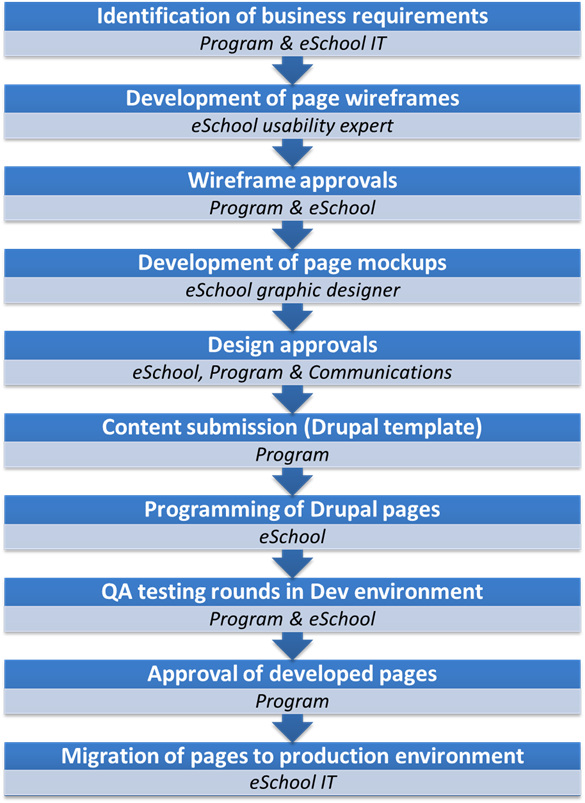 Identification of business requirements
Program & eSchool IT
Development of page wireframes
eSchool usability expert
Wireframe approvals
Program & eSchool
Development of page mockups
eSchool graphic designer
Design approvals
eSchool, Program & Communications
Content submission (Drupal template)
Program
Programming of Drupal pages
eSchool
QA testing rounds in Dev environment
Program & eSchool
Approval of developed pages
Program
Migration of pages to production environment
eSchool IT